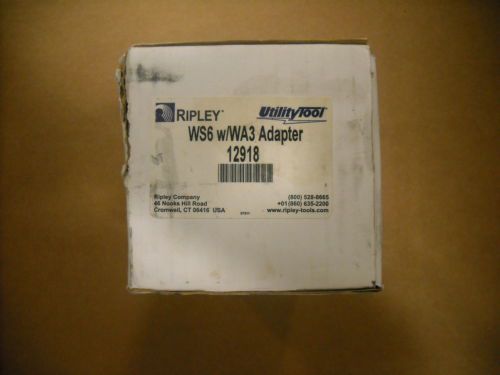 RIPLEY
UtilityTool
WS6 w/WA3 Adapter
12918
Ripley Company
46 Nooks Hill Road
Cromwell, CT 06416 USA
(800) 528-8665
+01(860) 635-2200
www.ripley-tools.com